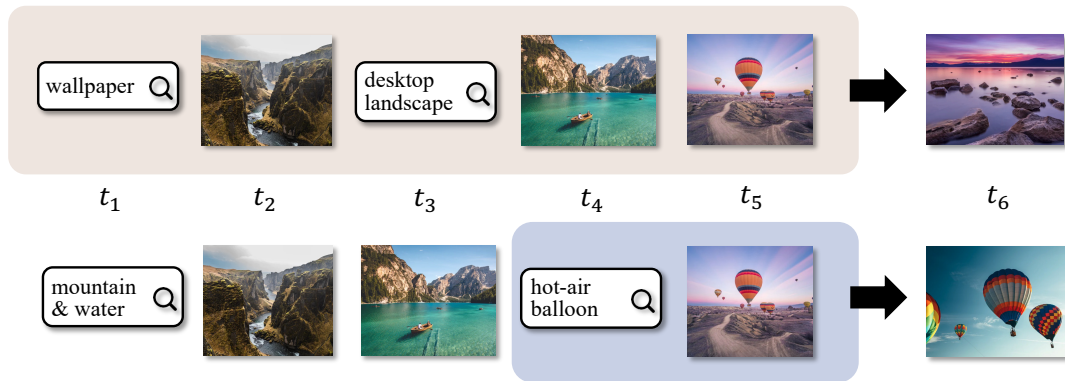 wallpaper
desktop
landscape
t₁
t₂
t₃
t₄
t₅
t₆
mountain
& water
hot-air
balloon